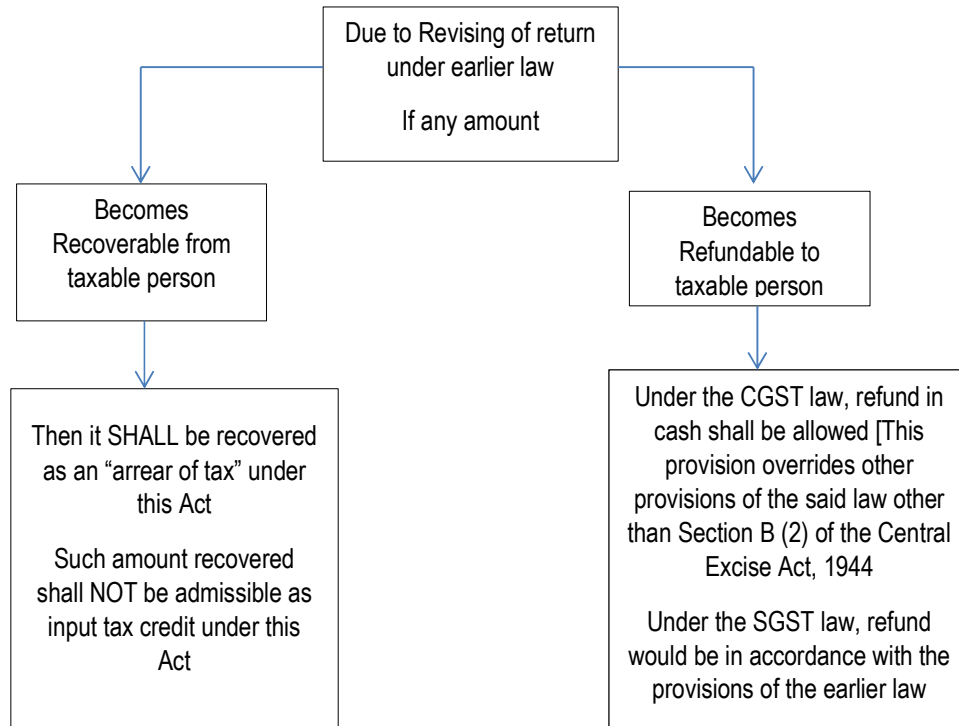 Due to Revising of return
under earlier law
If any amount
Becomes
Recoverable from
taxable person
Becomes
Refundable to
taxable person
Then it SHALL be recovered
as an “arrear of tax” under
this Act
Such amount recovered
shall NOT be admissible as
input tax credit under this
Act
Under the CGST law, refund in
cash shall be allowed [This
provision overrides other
provisions of the said law other
than Section B (2) of the Central
Excise Act, 1944
Under the SGST law, refund
would be in accordance with the
provisions of the earlier law